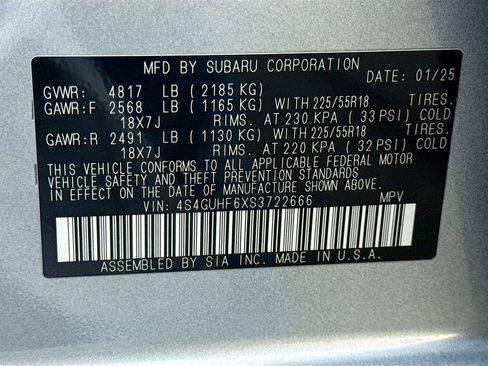 MFD BY SUBARU CORPORATION
DATE: 01/25
GVWR: 4817 LB (2185 KG)
GAWR:F 2568 LB (1165 KG) WITH 225/55R18 TIRES.
18X7J RIMS. AT 230 KPA (33 PSI) COLD
GAWR:R 2491 LB (1130 KG) WITH 225/55R18 TIRES.
18X7J RIMS. AT 220 KPA (32 PSI) COLD
THIS VEHICLE CONFORMS TO ALL APPLICABLE FEDERAL MOTOR
VEHICLE SAFETY AND THEFT PREVENTION STANDARDS
IN EFFECT ON THE DATE OF MANUFACTURE SHOWN ABOVE.
VIN: 4S4GUHF6XS3722666 MPV
ASSEMBLED BY SIA INC. MADE IN U.S.A.